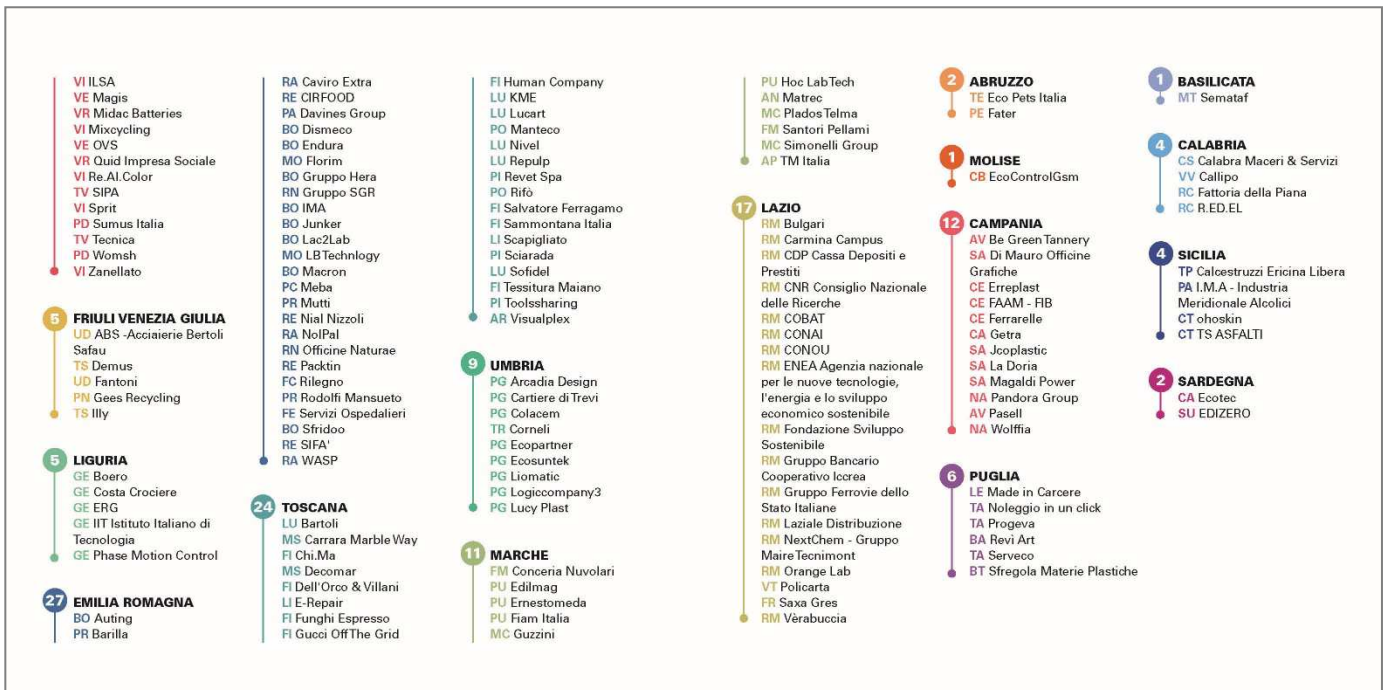 VI ILSA
VE Magis
VR Midac Batteries
VI Mixcycling
VE OVS
VR Quid Impresa Sociale
VI Re.Al.Color
TV SIPA
VI Sprit
PD Sumus Italia
TV Tecnica
PD Womsh
VI Zanellato
5 FRIULI VENEZIA GIULIA
UD ABS -Acciaierie Bertoli
Safau
TS Demus
UD Fantoni
PN Gees Recycling
TS Illy
5 LIGURIA
GE Boero
GE Costa Crociere
GE ERG
GE IIT Istituto Italiano di
Tecnologia
GE Phase Motion Control
27 EMILIA ROMAGNA
BO Auting
PR Barilla
RA Caviro Extra
RE CIRFOOD
PA Davines Group
BO Dismeco
BO Endura
MO Florim
BO Gruppo Hera
RN Gruppo SGR
BO IMA
BO Junker
BO Lac2Lab
MO LB Technlogy
BO Macron
PC Meba
PR Mutti
RE Nial Nizzoli
RA NolPal
RN Officine Naturae
RE Packtin
FC Rilegno
PR Rodolfi Mansueto
FE Servizi Ospedalieri
BO Sfridoo
RE SIFA'
RA WASP
24 TOSCANA
LU Bartoli
MS Carrara Marble Way
FI Chi.Ma
MS Decomar
FI Dell'Orco & Villani
LI E-Repair
FI Funghi Espresso
FI Gucci Off The Grid
FI Human Company
LU KME
LU Lucart
PO Manteco
LU Nivel
LU Repulp
PI Revet Spa
PO Rifò
FI Salvatore Ferragamo
FI Sammontana Italia
LI Scapigliato
PI Sciarada
LU Sofidel
FI Tessitura Maiano
PI Toolssharing
AR Visualplex
9 UMBRIA
PG Arcadia Design
PG Cartiere di Trevi
PG Colacem
TR Corneli
PG Ecopartner
PG Ecosuntek
PG Liomatic
PG Logiccompany3
PG Lucy Plast
11 MARCHE
FM Conceria Nuvolari
PU Edilmag
PU Ernestomeda
PU Fiam Italia
MC Guzzini
PU Hoc Lab Tech
AN Matrec
MC Plados Telma
FM Santori Pellami
MC Simonelli Group
AP TM Italia
17 LAZIO
RM Bulgari
RM Carmina Campus
RM CDP Cassa Depositi e
Prestiti
RM CNR Consiglio Nazionale
delle Ricerche
RM COBAT
RM CONAI
RM CONOU
RM ENEA Agenzia nazionale
per le nuove tecnologie,
l'energia e lo sviluppo
economico sostenibile
RM Fondazione Sviluppo
Sostenibile
RM Gruppo Bancario
Cooperativo Iccrea
RM Gruppo Ferrovie dello
Stato Italiane
RM Laziale Distribuzione
RM NextChem - Gruppo
Maire Tecnimont
RM Orange Lab
VT Policarta
FR Saxa Gres
RM Vèrabuccia
2 ABRUZZO
TE Eco Pets Italia
PE Fater
1 MOLISE
CB EcoControlGsm
12 CAMPANIA
AV Be Green Tannery
SA Di Mauro Officine
Grafiche
CE Erreplast
CE FAAM - FIB
CE Ferrarelle
CA Getra
SA Jcoplastic
SA La Doria
SA Magaldi Power
NA Pandora Group
AV Pasell
NA Wolffia
6 PUGLIA
LE Made in Carcere
TA Noleggio in un click
TA Progeva
BA Revì Art
TA Serveco
BT Sfregola Materie Plastiche
1 BASILICATA
MT Semataf
4 CALABRIA
CS Calabra Maceri & Servizi
VV Callipo
RC Fattoria della Piana
RC R.ED.EL
4 SICILIA
TP Calcestruzzi Ericina Libera
PA I.M.A - Industria
Meridionale Alcolici
CT ohoskin
CT TS ASFALTI
2 SARDEGNA
CA Ecotec
SU EDIZERO